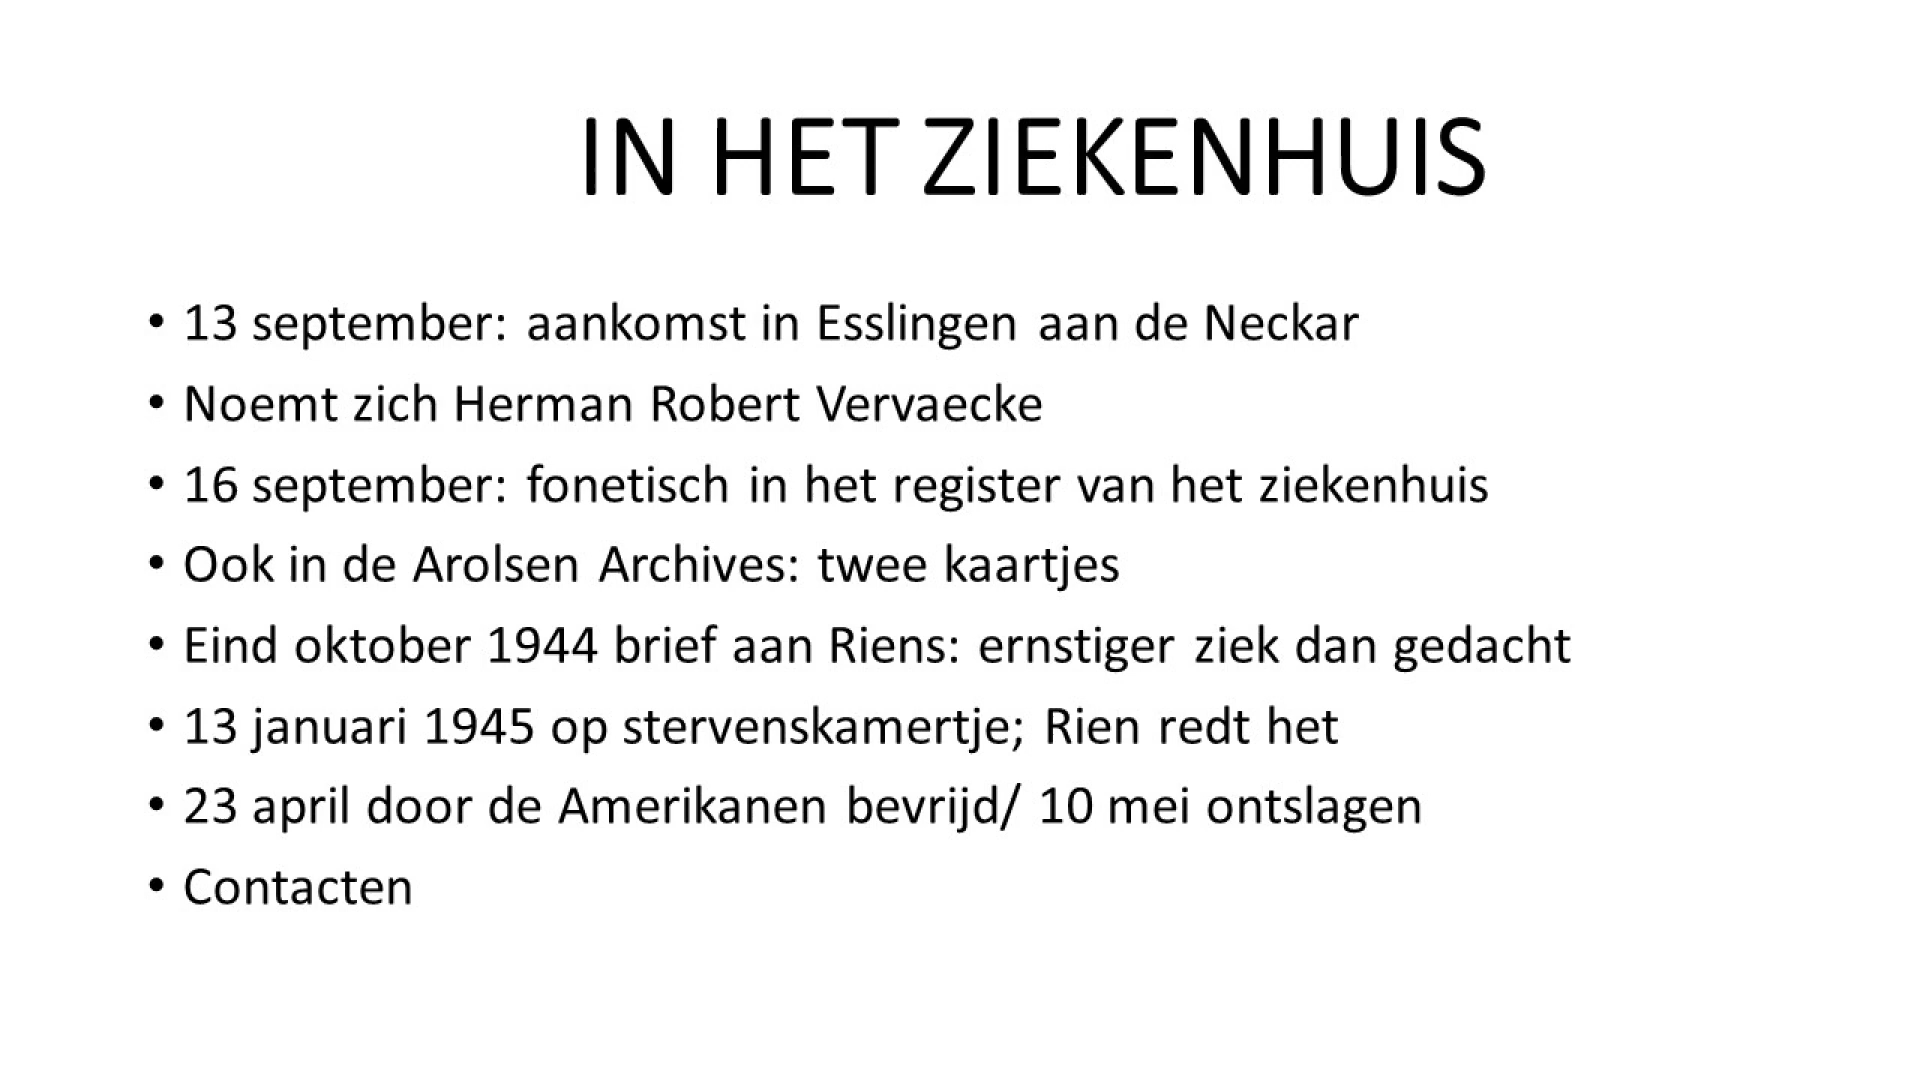 IN HET ZIEKENHUIS
• 13 september: aankomst in Esslingen aan de Neckar
• Noemt zich Herman Robert Vervaecke
• 16 september: fonetisch in het register van het ziekenhuis
• Ook in de Arolsen Archives: twee kaartjes
• Eind oktober 1944 brief aan Riens: ernstiger ziek dan gedacht
• 13 januari 1945 op stervenskamertje; Rien redt het
• 23 april door de Amerikanen bevrijd/ 10 mei ontslagen
• Contacten